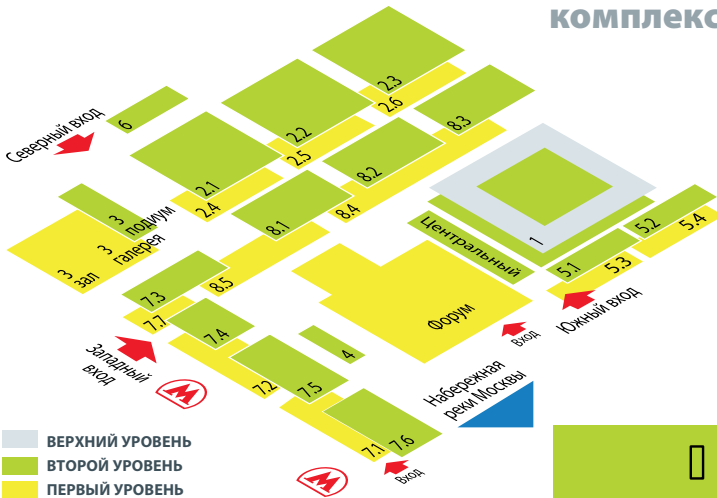 комплекс
2.3
2.6
8.3
Северный вход
6
2.2
2.5
8.2
2.1
2.4
8.4
8.1
3
подиум
3
галерея
3
зал
1
Центральный
5.2
5.4
5.1
5.3
Южный вход
7.3
7.7
8.5
7.4
Форум
Вход
4
Западный
вход
М
7.2
7.5
Набережная
реки Москвы
7.1
7.6
Вход
М
ВЕРХНИЙ УРОВЕНЬ
ВТОРОЙ УРОВЕНЬ
ПЕРВЫЙ УРОВЕНЬ